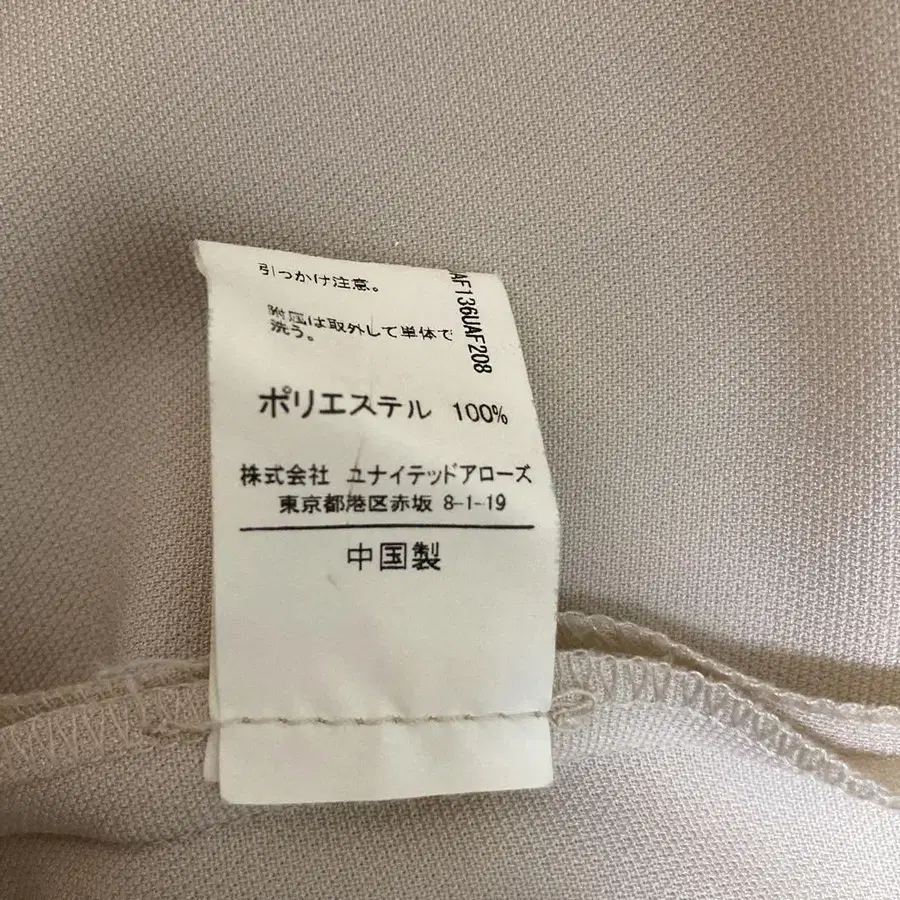 引っかけ注意。
附属は取外して単体で
洗う。
AF136UAF208
ポリエステル 100%
株式会社 ユナイテッドアローズ
東京都港区赤坂 8-1-19
中国製